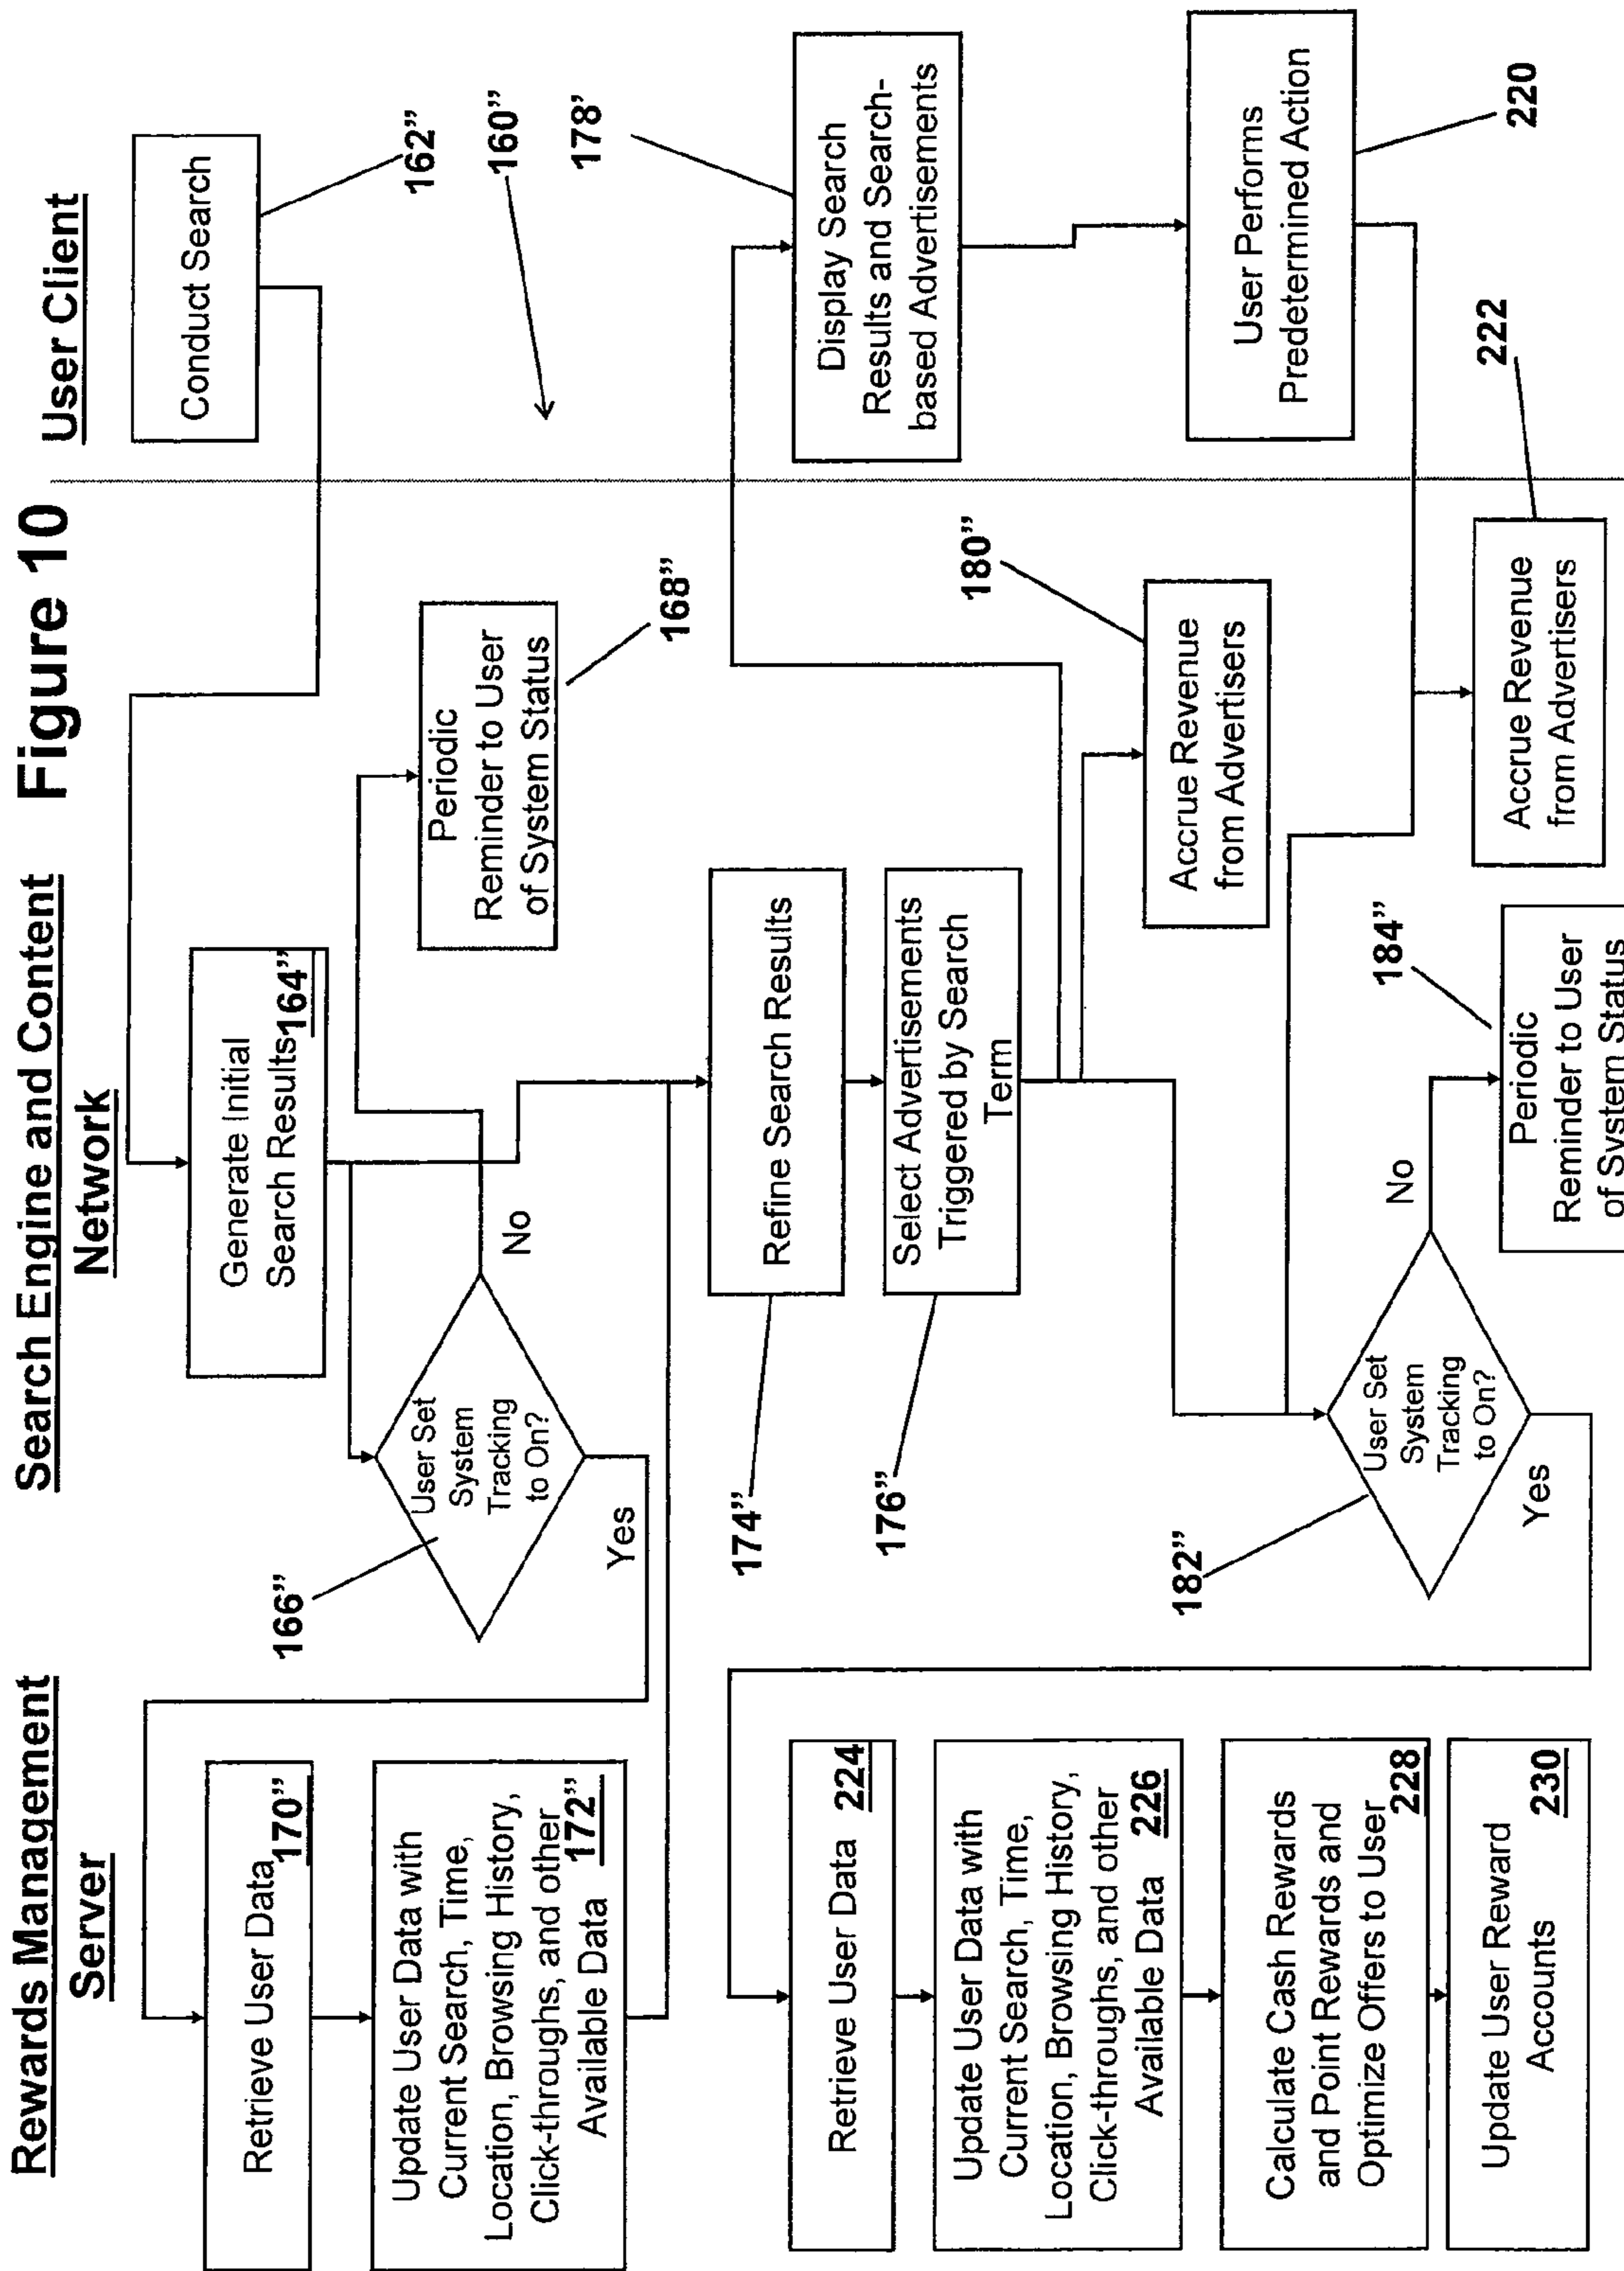 Figure 10
Rewards Management
Server
Search Engine and Content
Network
User Client
Conduct Search
162”
160”
Generate Initial
Search Results
164”
User Set
System
Tracking
to On?
166”
No
Yes
Periodic
Reminder to User
of System Status
168”
Retrieve User Data
170”
Update User Data with
Current Search, Time,
Location, Browsing History,
Click-throughs, and other
Available Data
172”
Refine Search Results
174”
Select Advertisements
Triggered by Search
Term
176”
Display Search
Results and Search-
based Advertisements
178’
Accrue Revenue
from Advertisers
180”
User Performs
Predetermined Action
220
Accrue Revenue
from Advertisers
222
User Set
System
Tracking
to On?
182”
No
Yes
Periodic
Reminder to User
of System Status
184”
Retrieve User Data
224
Update User Data with
Current Search, Time,
Location, Browsing History,
Click-throughs, and other
Available Data
226
Calculate Cash Rewards
and Point Rewards and
Optimize Offers to User
228
Update User Reward
Accounts
230